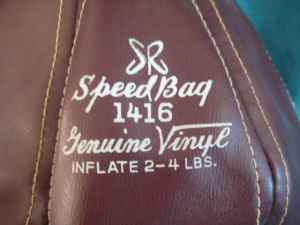 SR
Speed Bag
1416
Genuine Vinyl
INFLATE 2-4 LBS.